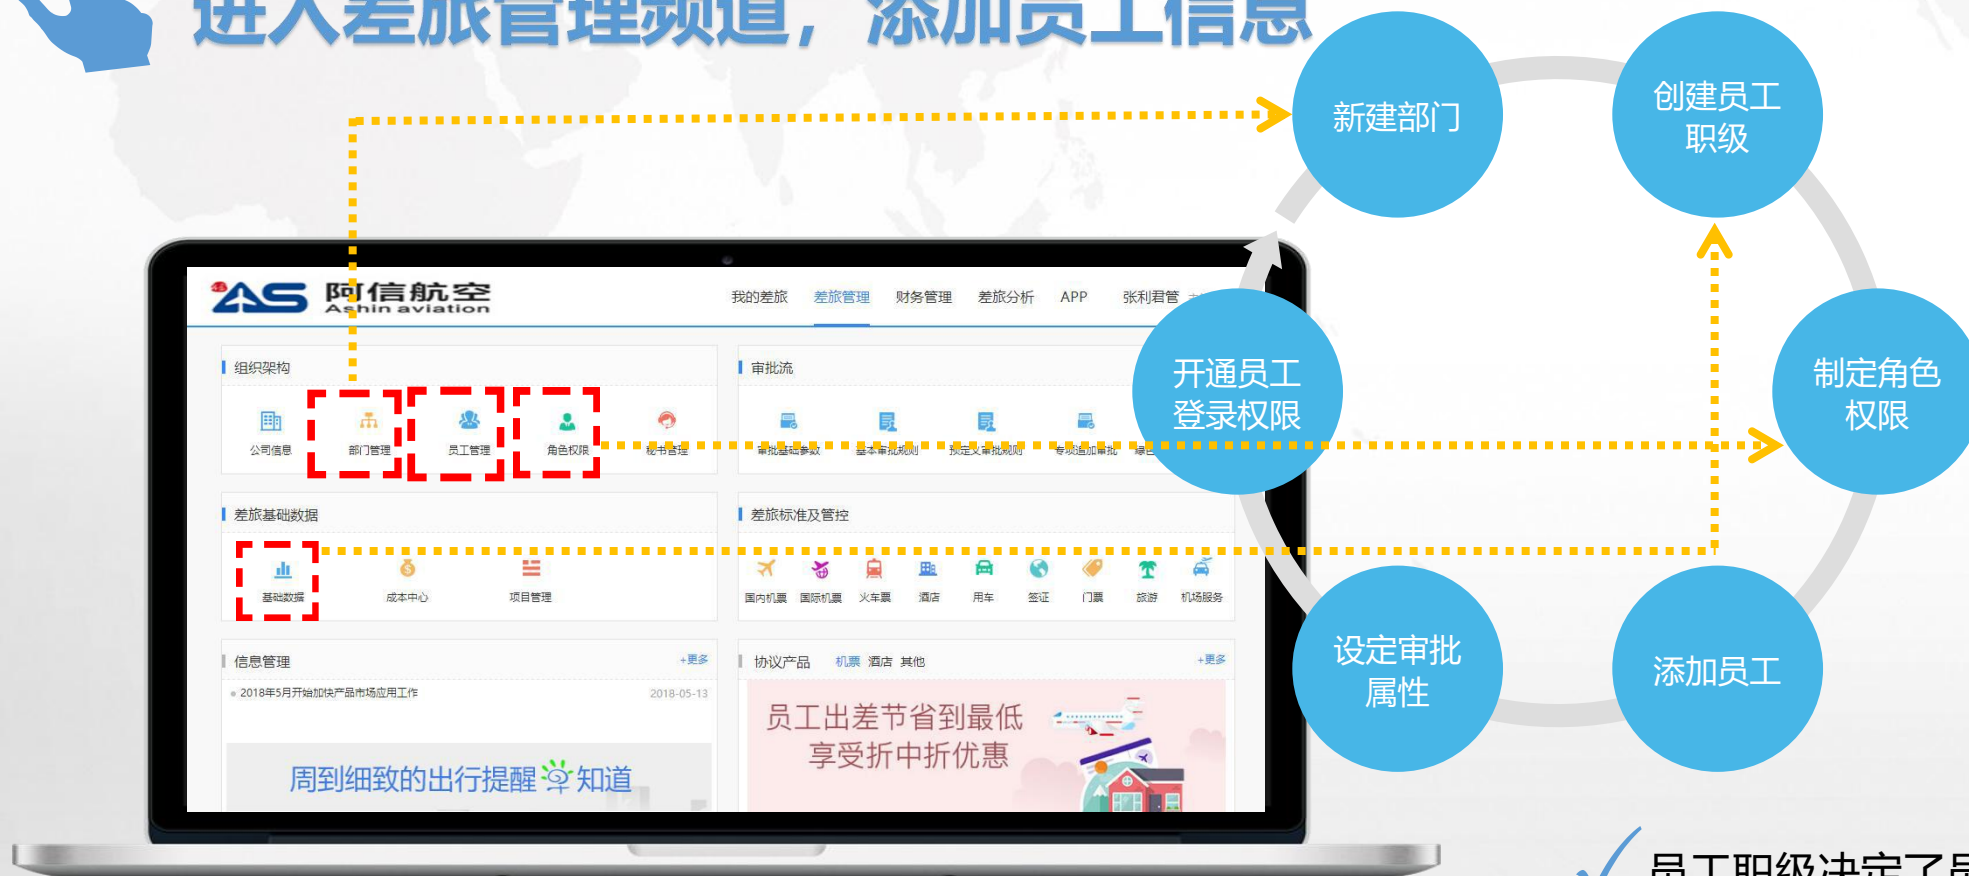 进入差旅管理频道，添加员工信息
新建部门
创建员工
职级
制定角色
权限
添加员工
设定审批
属性
开通员工
登录权限
AS 阿信航空
Ashin aviation
我的差旅 差旅管理 财务管理 差旅分析 APP 张利君管
组织架构
公司信息 部门管理 员工管理 角色权限 秘书管理
审批流
审批基础参数 基本审批规则 预定义审批规则 专项追加审批
差旅基础数据
基础数据 成本中心 项目管理
差旅标准及管控
国内机票 国际机票 火车票 酒店 用车 签证 门票 旅游 机场服务
信息管理 +更多
2018年5月开始加快产品市场应用工作 2018-05-13
周到细致的出行提醒 知道
协议产品 机票 酒店 其他 +更多
员工出差节省到最低
享受折中折优惠
员工职级决定了员